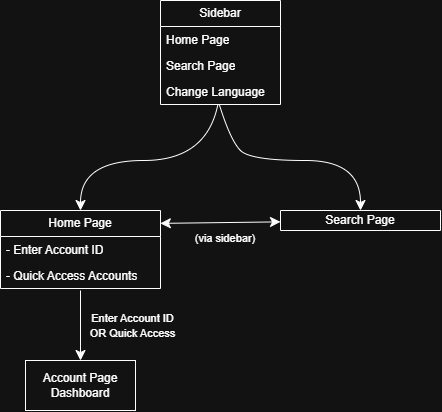 Sidebar
Home Page
Search Page
Change Language
Home Page
- Enter Account ID
- Quick Access Accounts
(via sidebar)
Search Page
Enter Account ID
OR Quick Access
Account Page
Dashboard